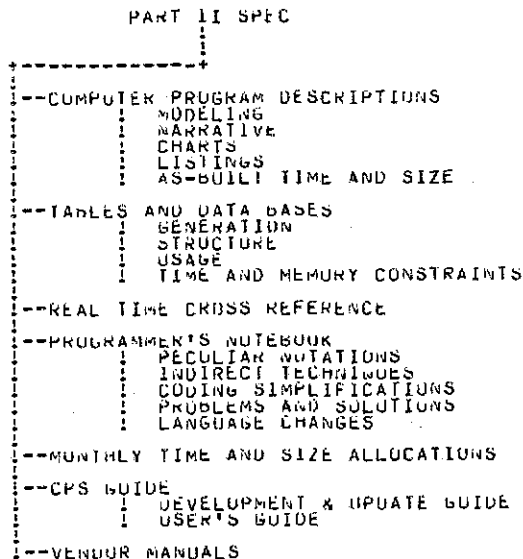 PART II SPEC
--COMPUTER PROGRAM DESCRIPTIONS
MODELING
NARRATIVE
CHARTS
LISTINGS
AS-BUILT TIME AND SIZE
--TABLES AND DATA BASES
GENERATION
STRUCTURE
USAGE
TIME AND MEMORY CONSTRAINTS
--REAL TIME CROSS REFERENCE
--PROGRAMMER'S NOTEBOOK
PECULIAR NOTATIONS
INDIRECT TECHNIQUES
CODING SIMPLIFICATIONS
PROBLEMS AND SOLUTIONS
LANGUAGE CHANGES
--MONTHLY TIME AND SIZE ALLOCATIONS
--CPS GUIDE
DEVELOPMENT & UPDATE GUIDE
USER'S GUIDE
--VENDOR MANUALS